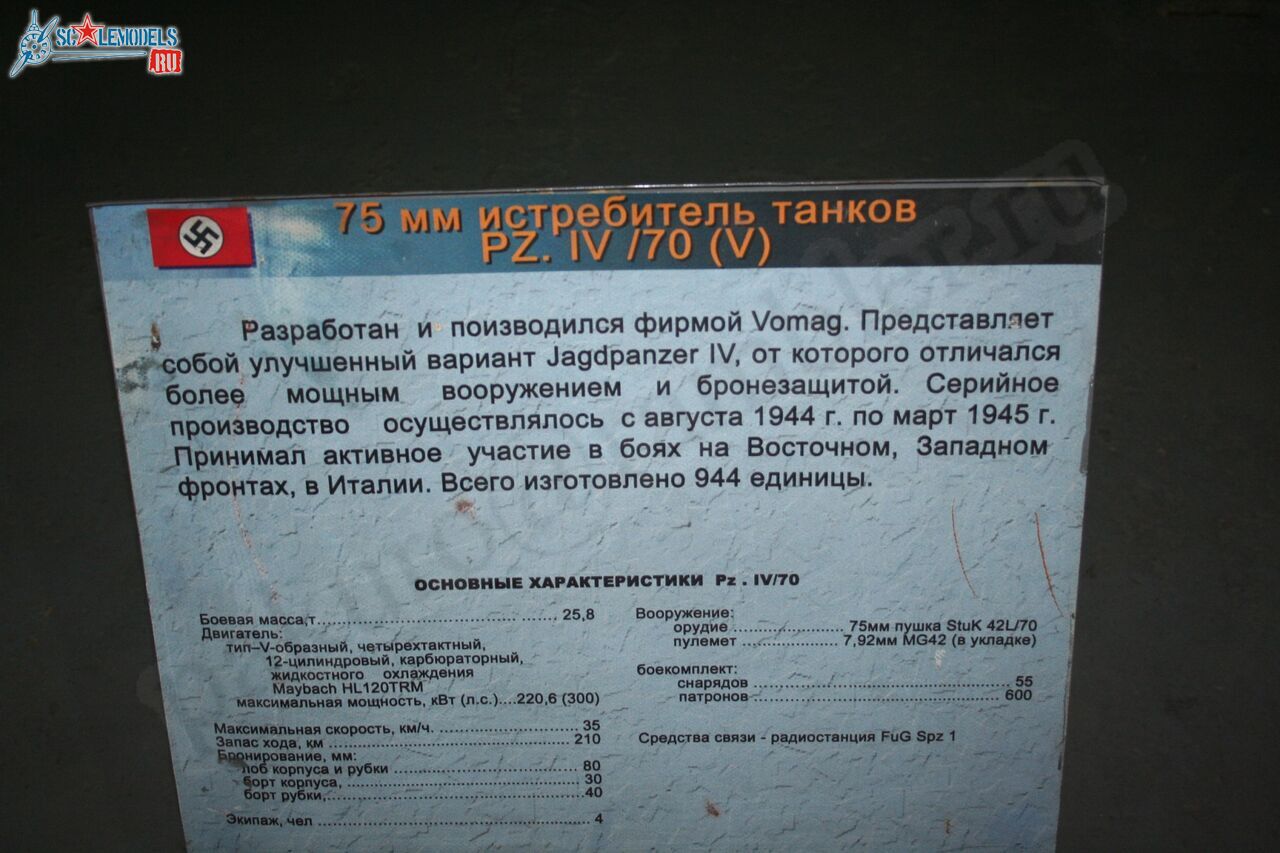 SCALEMODELS
RU
75 мм истребитель танков
PZ. IV /70 (V)
Разработан и поизводился фирмой Vomag. Представляет
собой улучшенный вариант Jagdpanzer IV, от которого отличался
более мощным вооружением и бронезащитой. Серийное
производство осуществлялось с августа 1944 г. по март 1945 г.
Принимал активное участие в боях на Восточном, Западном
фронтах, в Италии. Всего изготовлено 944 единицы.
ОСНОВНЫЕ ХАРАКТЕРИСТИКИ Pz . IV/70
Боевая масса,т........................................ 25,8
Двигатель:
тип–V-образный, четырехтактный,
12-цилиндровый, карбюраторный,
жидкостного охлаждения
Maybach HL120TRM
максимальная мощность, кВт (л.с.)....220,6 (300)
Максимальная скорость, км/ч. ........................ 35
Запас хода, км ........................................ 210
Бронирование, мм:
лоб корпуса и рубки .............................. 80
борт корпуса, ........................................ 30
борт рубки,........................................ 40
Экипаж, чел ........................................ 4
Вооружение:
орудие ........................ 75мм пушка StuK 42L/70
пулемет ................ 7,92мм MG42 (в укладке)
боекомплект:
снарядов ........................................ 55
патронов ........................................ 600
Средства связи - радиостанция FuG Spz 1